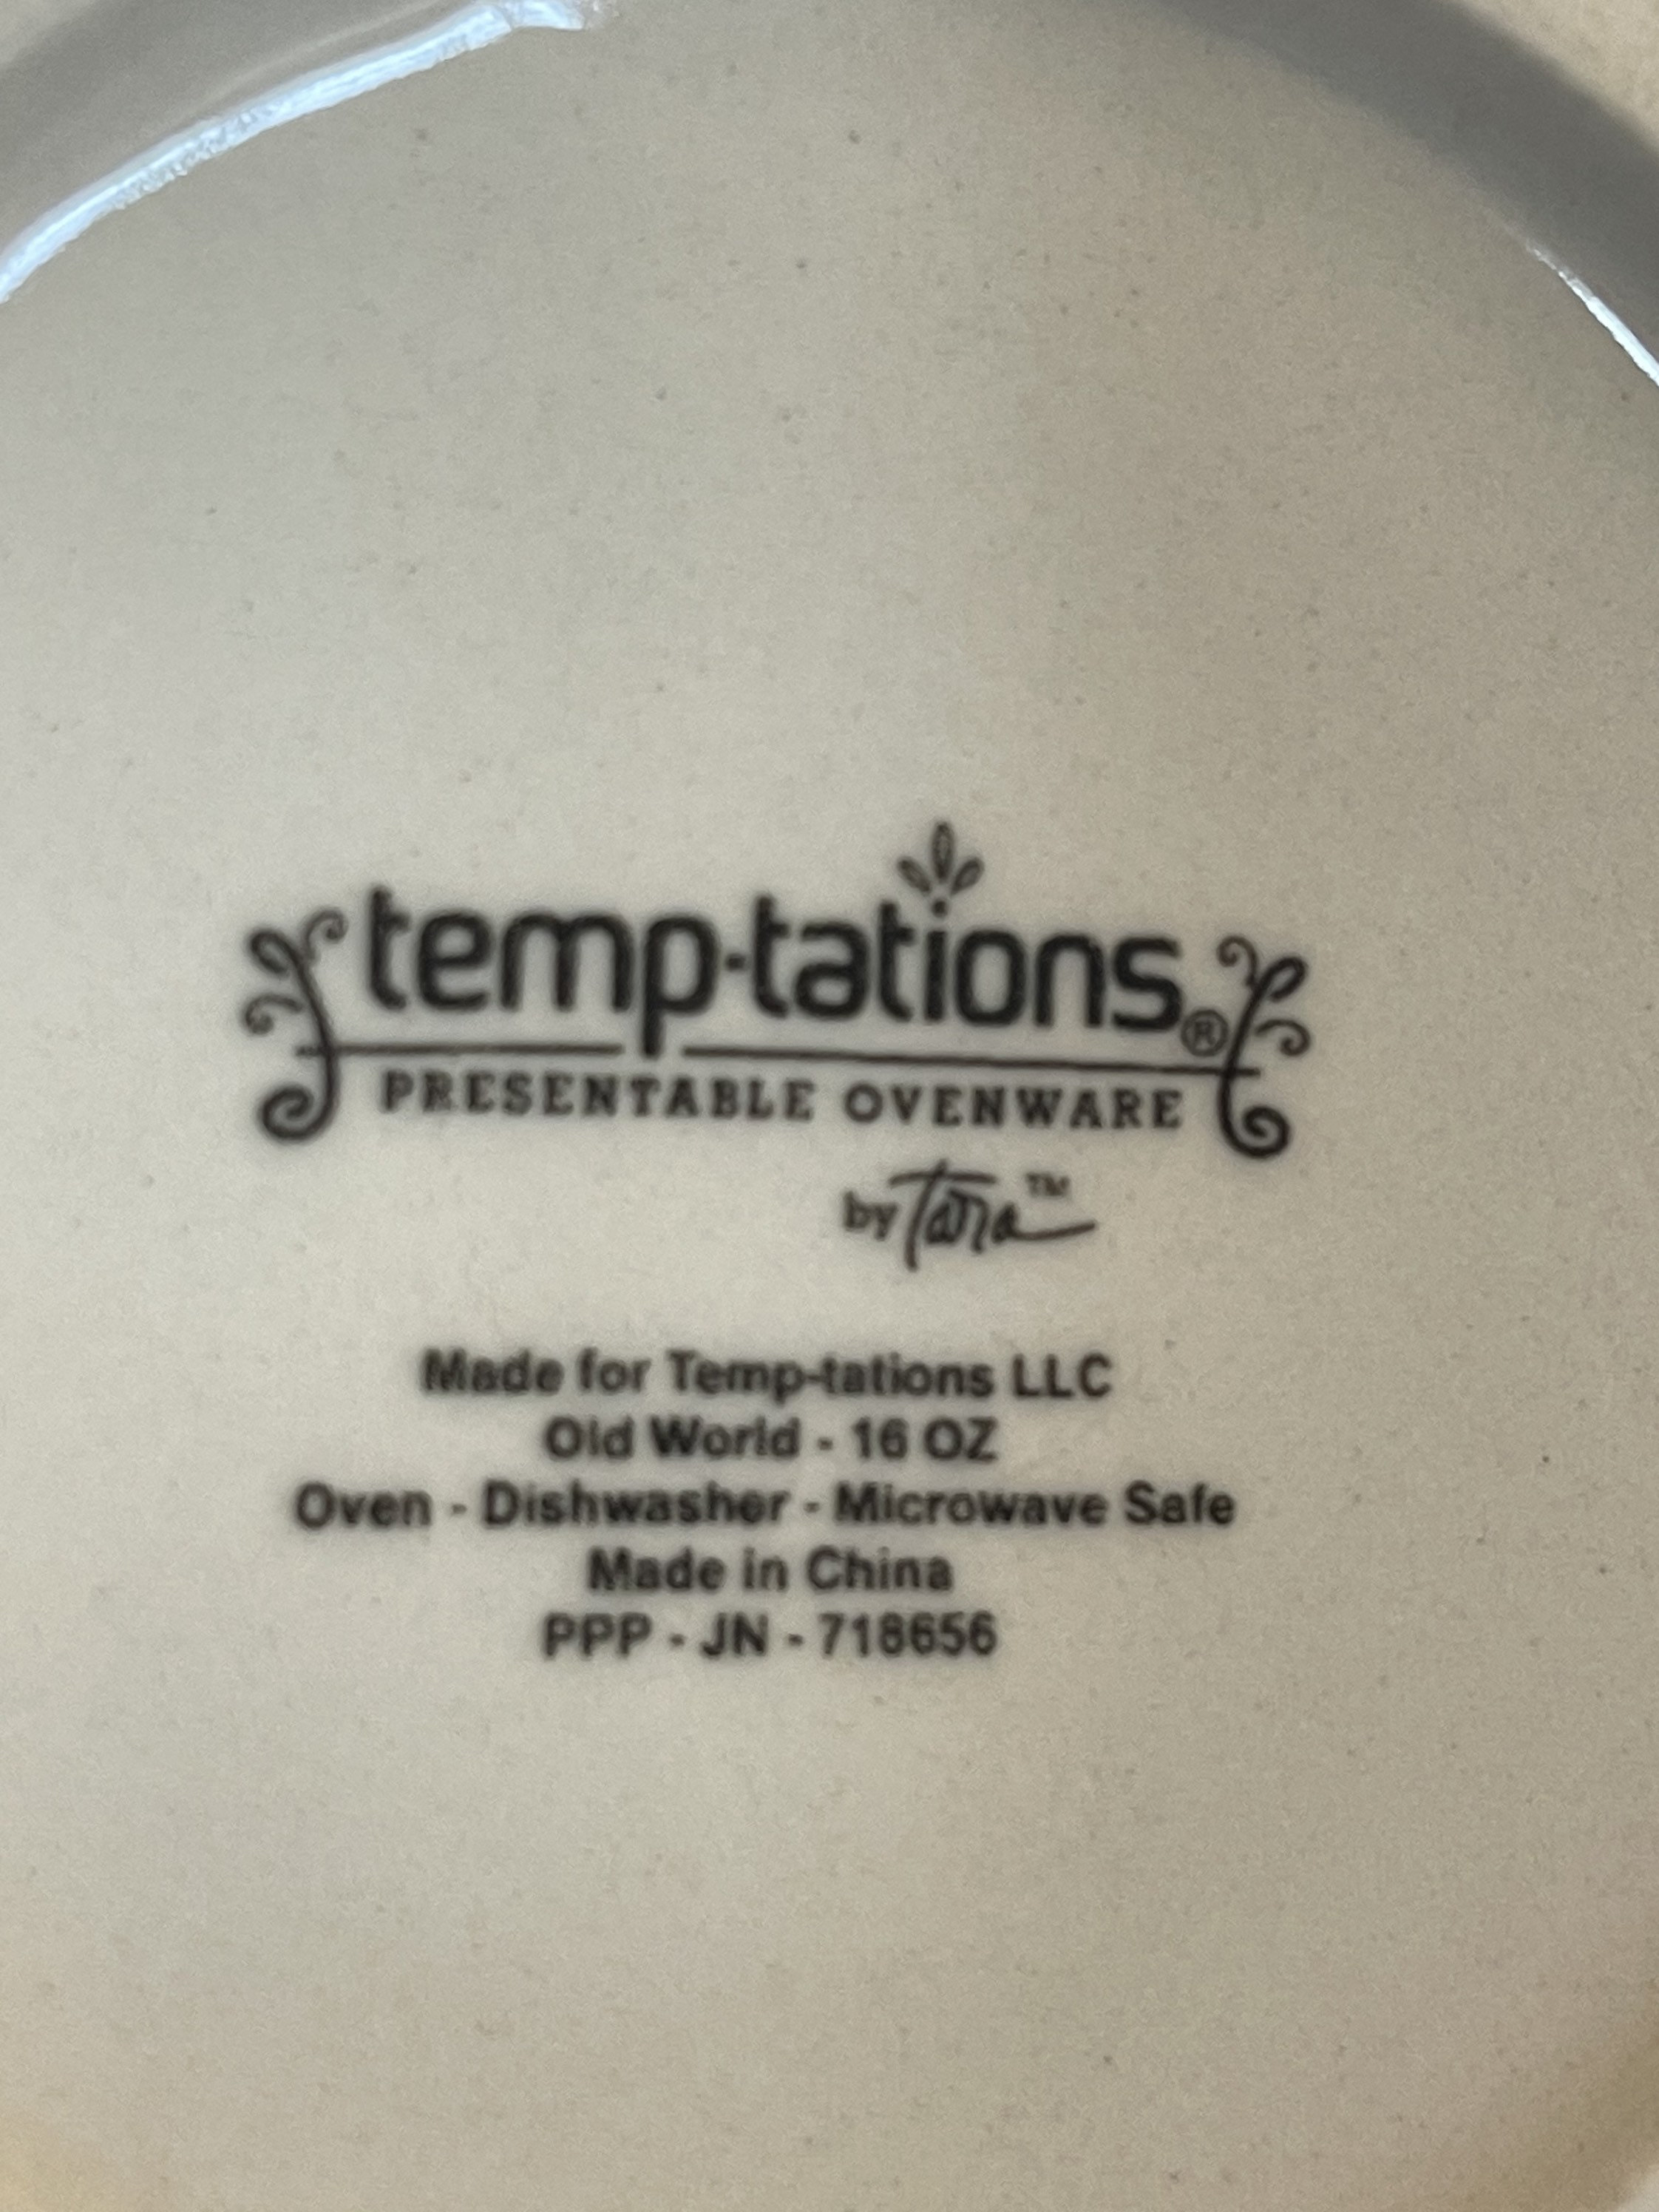 temp·tations®
PRESENTABLE OVENWARE
by Tara™
Made for Temp-tations LLC
Old World - 16 OZ
Oven - Dishwasher - Microwave Safe
Made in China
PPP - JN - 718656